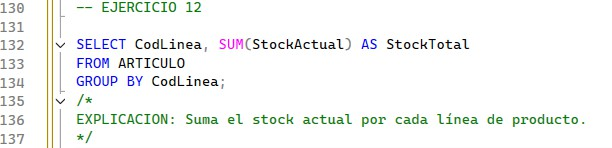 130 -- EJERCICIO 12
131
132 SELECT CodLinea, SUM(StockActual) AS StockTotal
133 FROM ARTICULO
134 GROUP BY CodLinea;
135 /*
136 EXPLICACION: Suma el stock actual por cada línea de producto.
137 */